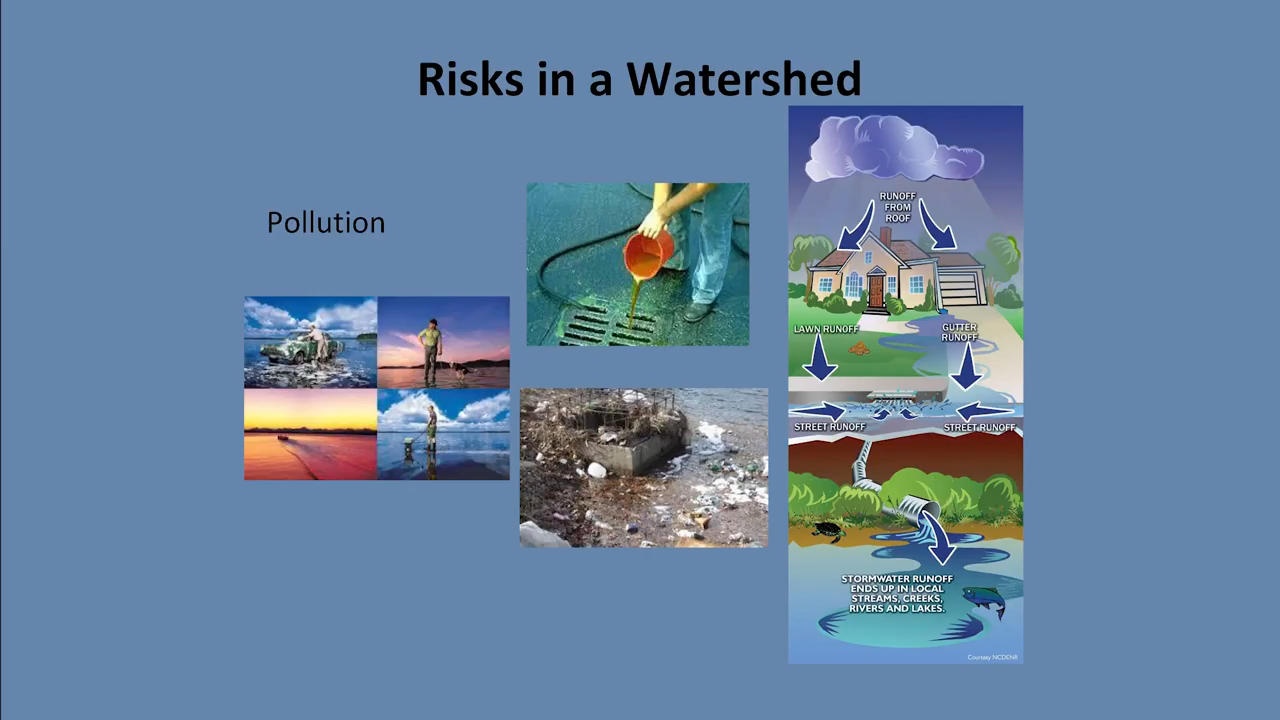 Risks in a Watershed
Pollution
RUNOFF
FROM
ROOF
LAWN RUNOFF
GUTTER
RUNOFF
STREET RUNOFF
STREET RUNOFF
STORMWATER RUNOFF
ENDS UP IN LOCAL
STREAMS, CREEKS,
RIVERS AND LAKES.
Courtesy NCDENR